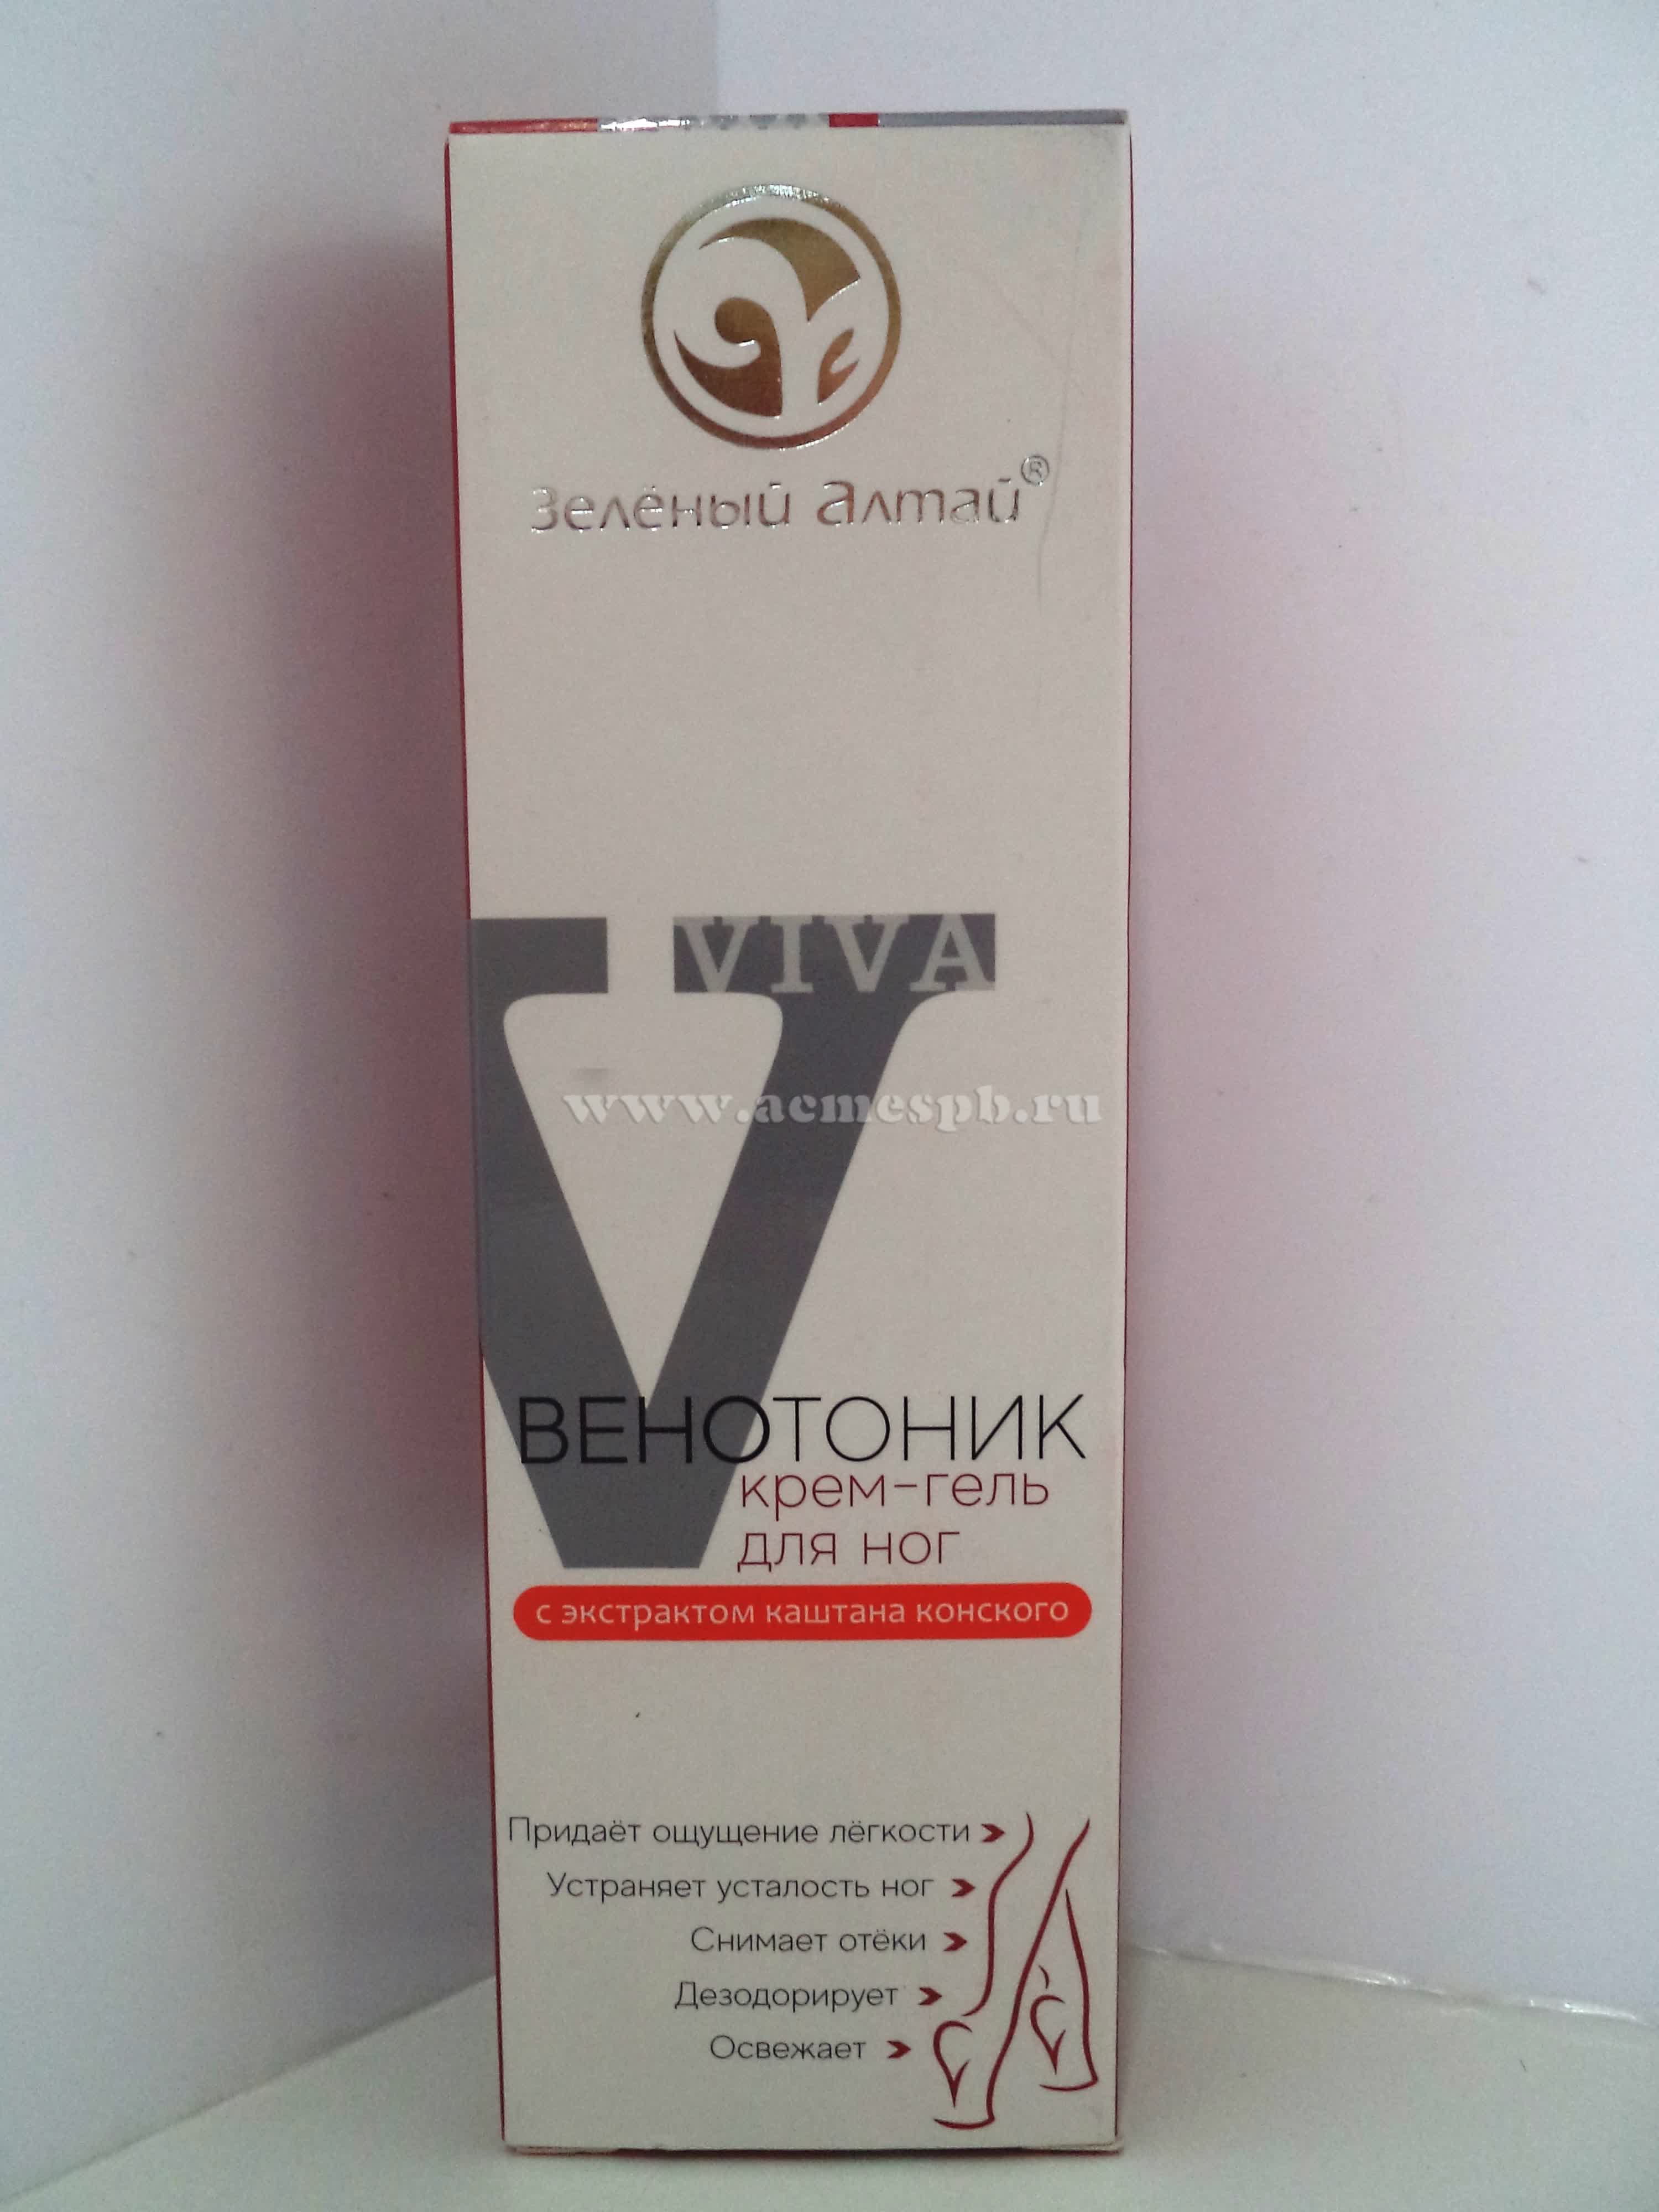 Зелёный Алтай®
VIVA
www.acmespb.ru
ВЕНОТОНИК
крем-гель
для ног
с экстрактом каштана конского
Придаёт ощущение лёгкости
Устраняет усталость ног
Снимает отёки
Дезодорирует
Освежает